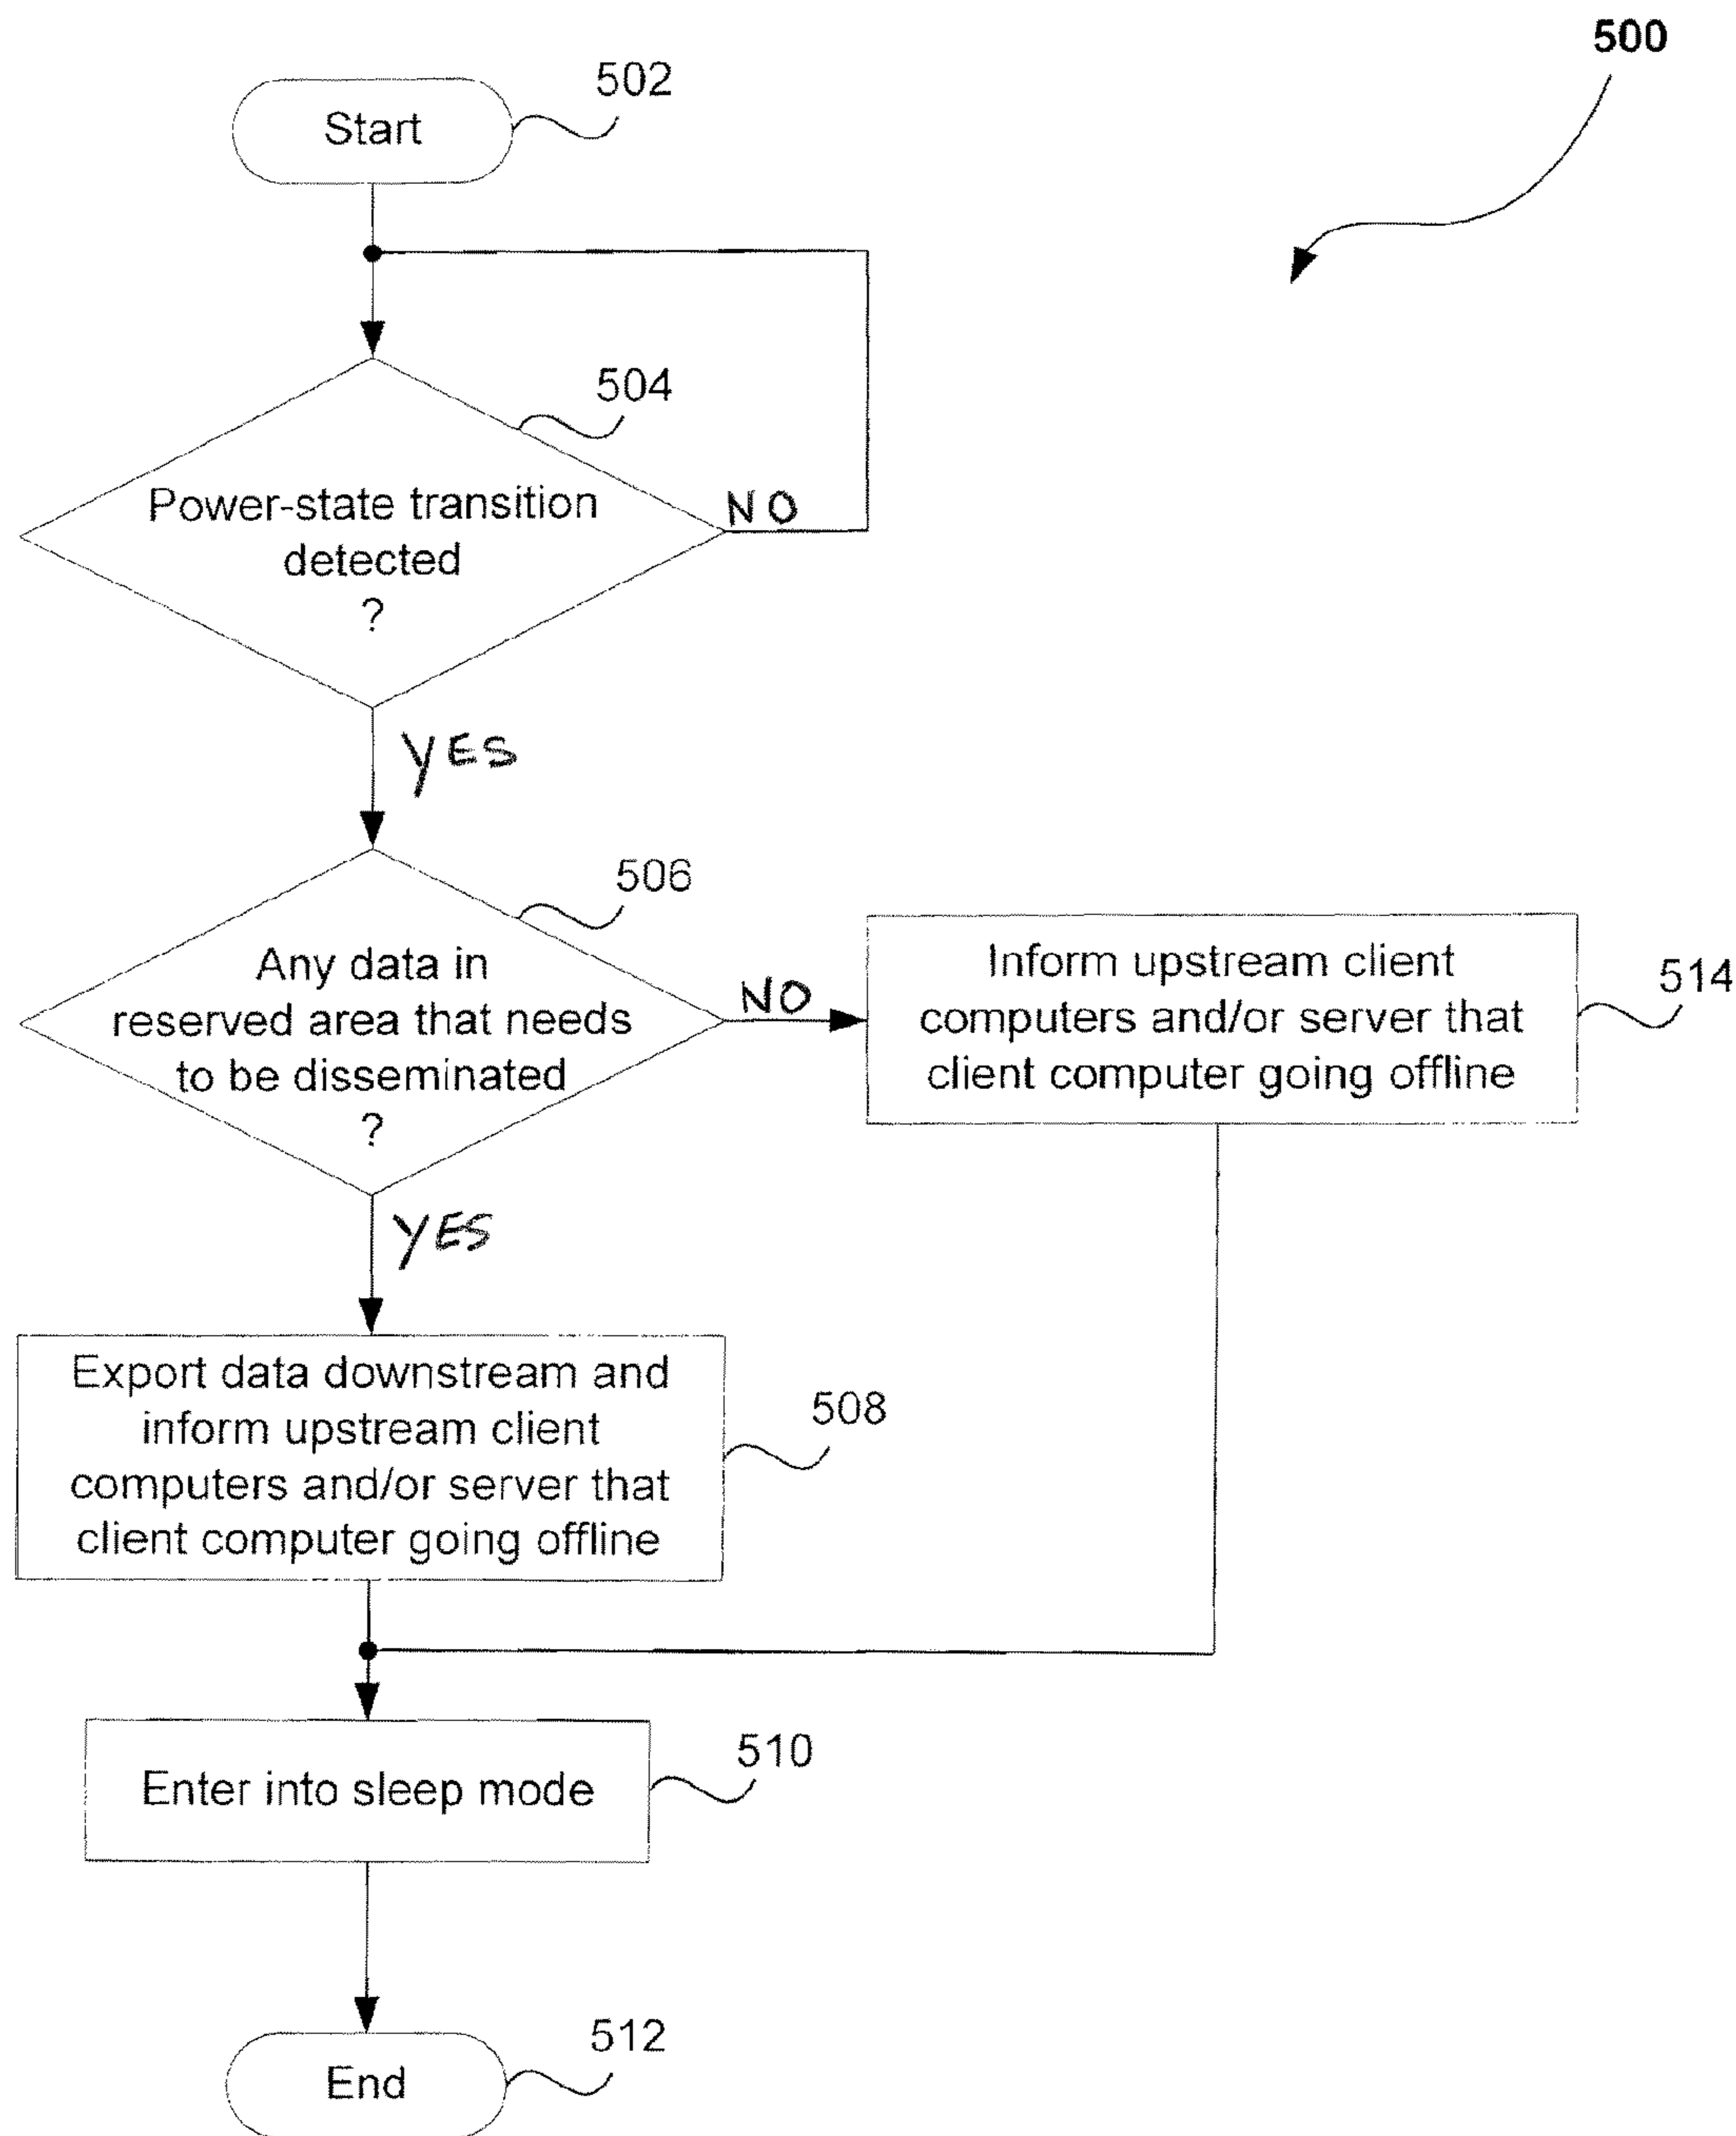 500
502
Start
504
Power-state transition
detected
?
NO
YES
506
Any data in
reserved area that needs
to be disseminated
?
NO
Inform upstream client
computers and/or server that
client computer going offline
514
YES
Export data downstream and
inform upstream client
computers and/or server that
client computer going offline
508
Enter into sleep mode
510
End
512